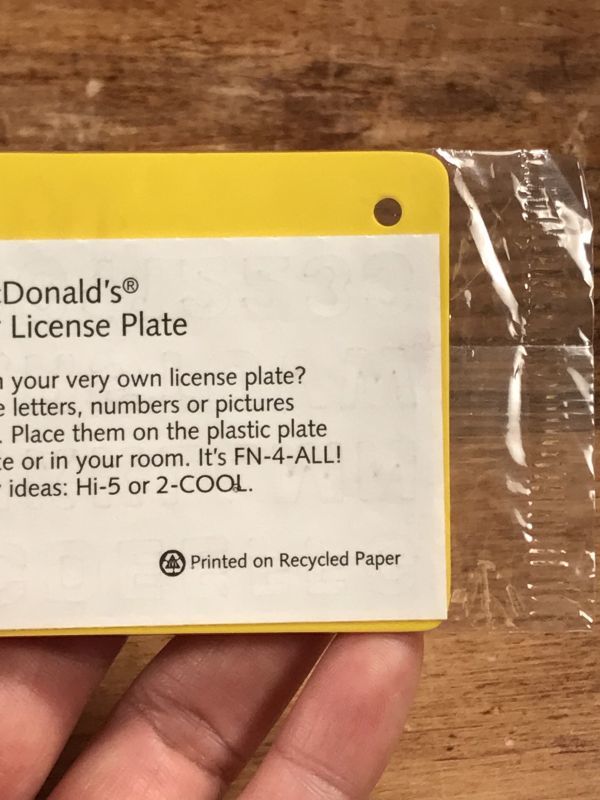 cDonald's®
License Plate
your very own license plate?
letters, numbers or pictures
. Place them on the plastic plate
e or in your room. It's FN-4-ALL!
ideas: Hi-5 or 2-COOL.
Printed on Recycled Paper